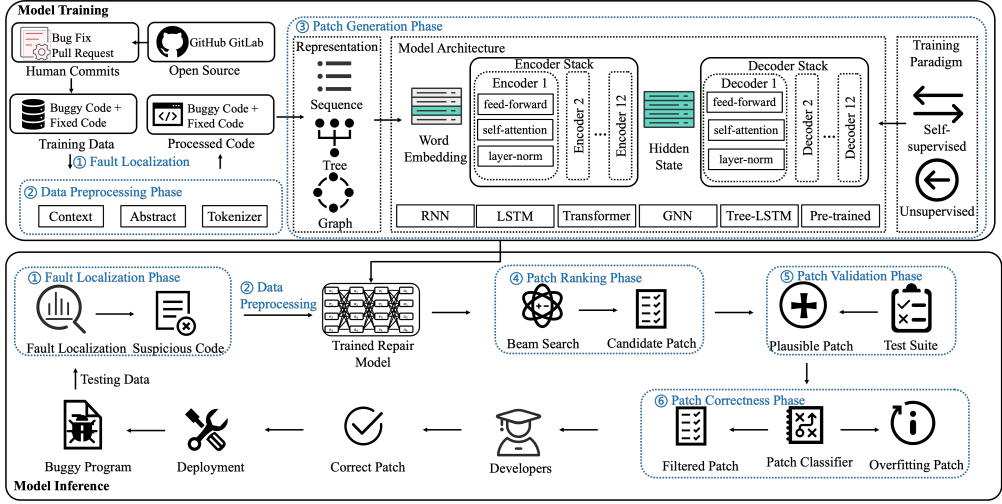 Model Training
Bug Fix
Pull Request
GitHub GitLab
Human Commits
Open Source
Buggy Code +
Fixed Code
Buggy Code +
Fixed Code
Training Data
Processed Code
① Fault Localization
② Data Preprocessing Phase
Context
Abstract
Tokenizer
③ Patch Generation Phase
Representation
Sequence
Tree
Graph
Model Architecture
Word
Embedding
Encoder Stack
Encoder 1
feed-forward
self-attention
layer-norm
Encoder 2
...
Encoder 12
Hidden
State
Decoder Stack
Decoder 1
feed-forward
self-attention
layer-norm
Decoder 2
...
Decoder 12
RNN
LSTM
Transformer
GNN
Tree-LSTM
Pre-trained
Training
Paradigm
Self-
supervised
Unsupervised
① Fault Localization Phase
Fault Localization
Suspicious Code
② Data
Preprocessing
Trained Repair
Model
④ Patch Ranking Phase
Beam Search
Candidate Patch
⑤ Patch Validation Phase
Plausible Patch
Test Suite
⑥ Patch Correctness Phase
Filtered Patch
Patch Classifier
Overfitting Patch
Developers
Correct Patch
Deployment
Buggy Program
Testing Data
Model Inference